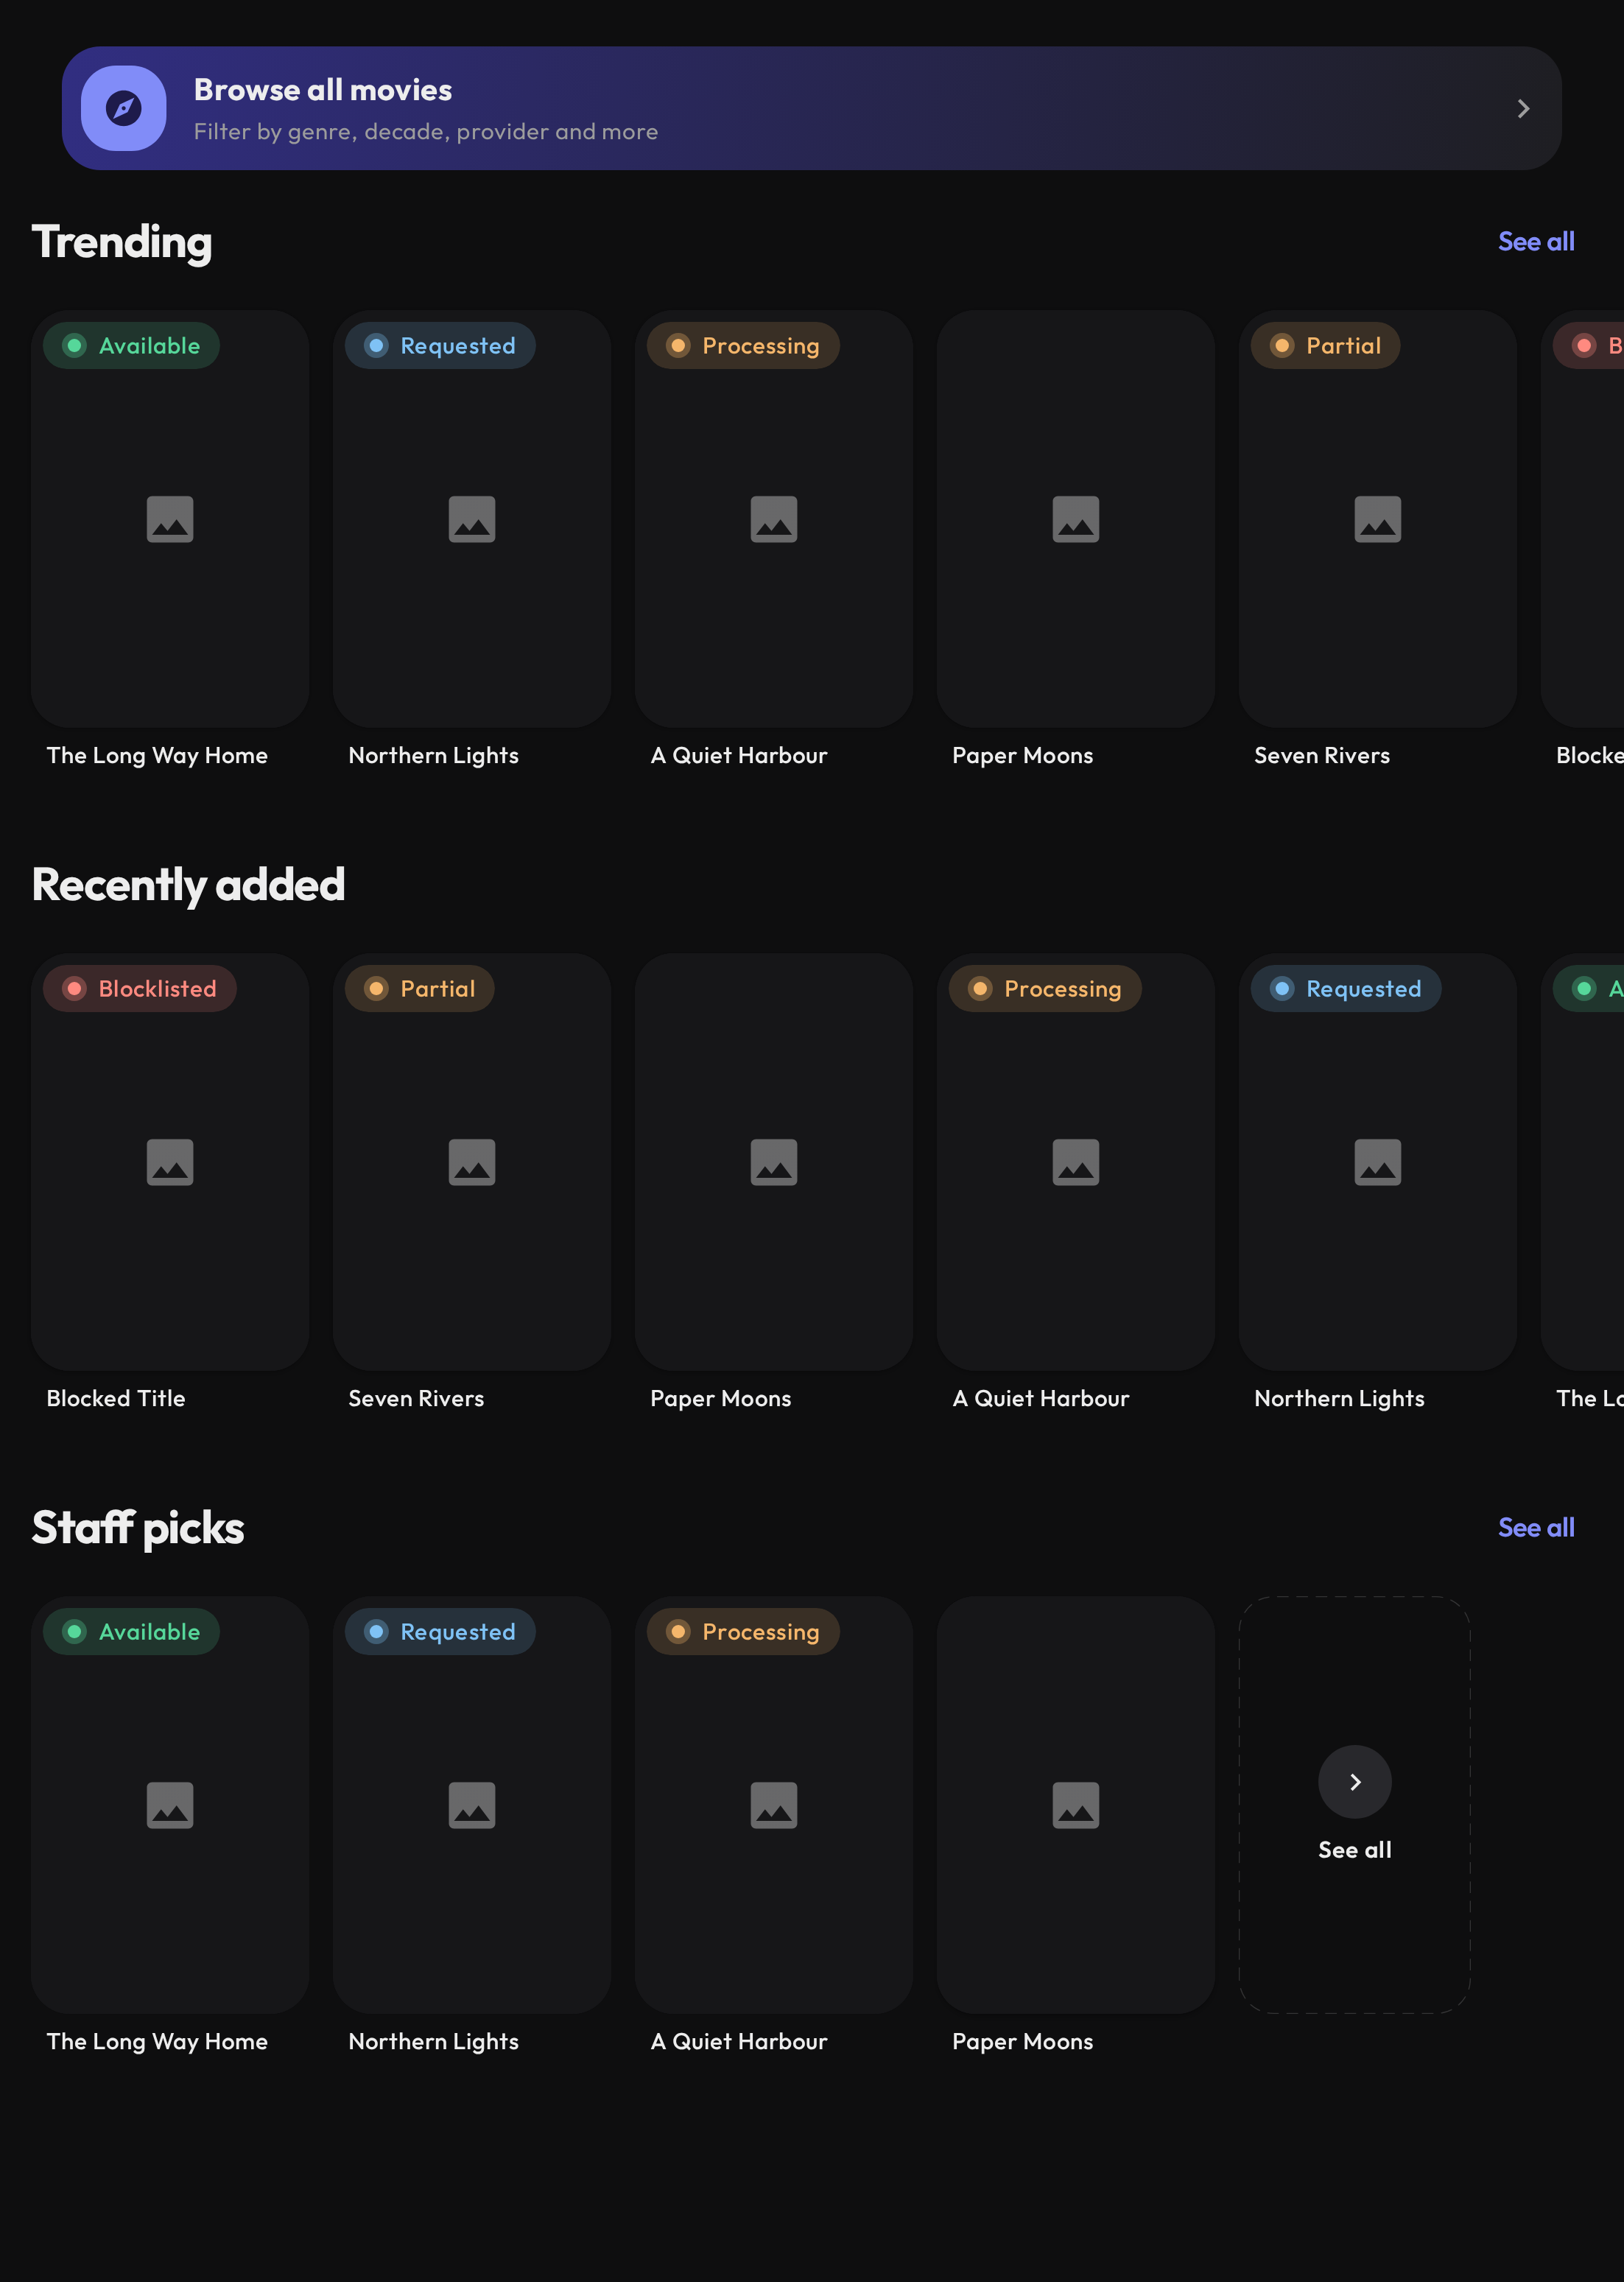 Browse all movies
Filter by genre, decade, provider and more
Trending
See all
Available
Requested
Processing
Partial
B
The Long Way Home
Northern Lights
A Quiet Harbour
Paper Moons
Seven Rivers
Blocke
Recently added
Blocklisted
Partial
Processing
Requested
A
Blocked Title
Seven Rivers
Paper Moons
A Quiet Harbour
Northern Lights
The Lo
Staff picks
See all
Available
Requested
Processing
See all
The Long Way Home
Northern Lights
A Quiet Harbour
Paper Moons